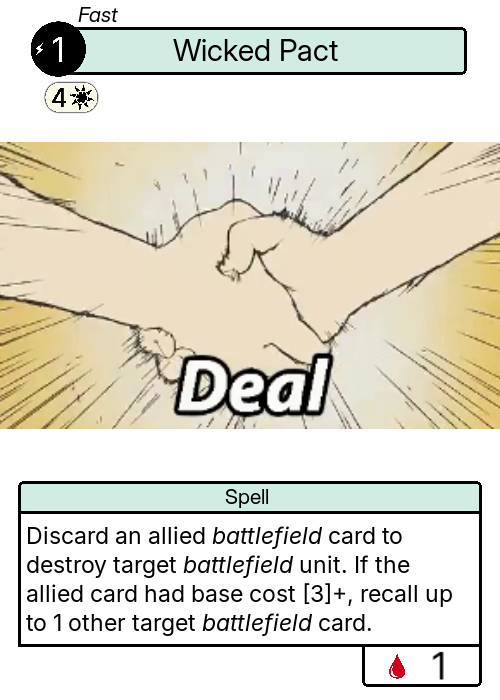 Fast
1 Wicked Pact
4
Deal
Spell
Discard an allied battlefield card to
destroy target battlefield unit. If the
allied card had base cost [3]+, recall up
to 1 other target battlefield card.
1